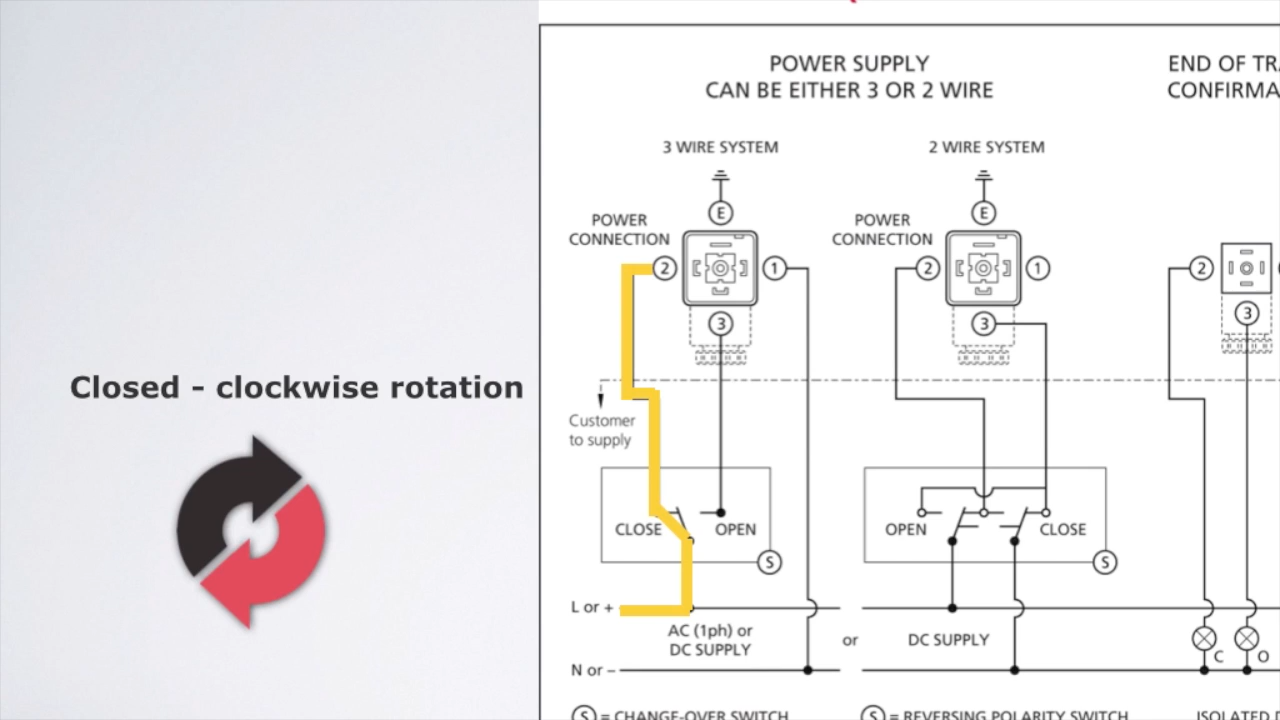 POWER SUPPLY
CAN BE EITHER 3 OR 2 WIRE
END OF TRA
CONFIRMA
3 WIRE SYSTEM
2 WIRE SYSTEM
E
E
POWER
CONNECTION
POWER
CONNECTION
2
1
2
1
2
3
3
3
Closed - clockwise rotation
Customer
to supply
CLOSE
OPEN
OPEN
CLOSE
S
S
L or +
AC (1ph) or
DC SUPPLY
or
DC SUPPLY
C
O
N or –
S = CHANGE-OVER SWITCH
S = REVERSING POLARITY SWITCH